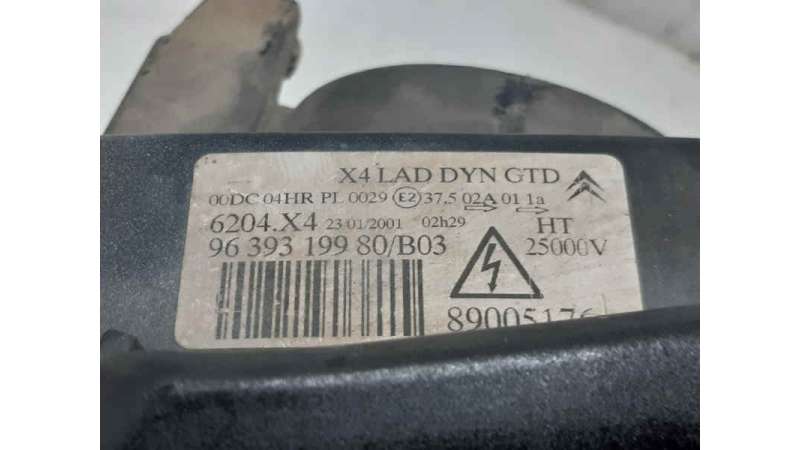 X4 LAD DYN GTD
00DC 04HR PL 0029 E2 37,5 02A 01 1a
6204.X4 23/01/2001 02h29 HT
96 393 199 80/B03 25000V
8900517